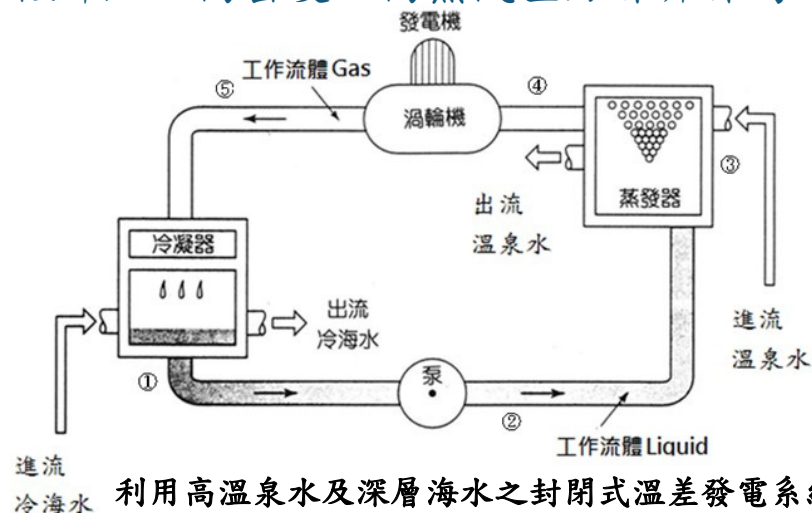 發電機
工作流體Gas
⑤
④
渦輪機
③
蒸發器
出流
溫泉水
冷凝器
出流
冷海水
進流
溫泉水
泵
①
②
工作流體Liquid
進流
冷海水
利用高溫泉水及深層海水之封閉式溫差發電系